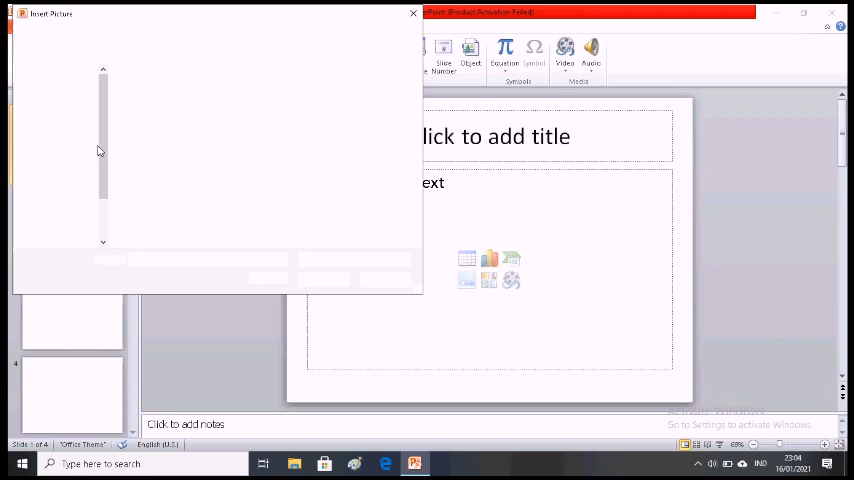 Insert Picture
Point (Product Activation Failed)
Slide
Number
Object
Equation
Symbol
Video
Audio
Symbols
Media
lick to add title
ext
4
Click to add notes
Activate Windows
Go to Settings to activate Windows.
Slide 1 of 4
"Office Theme"
English (U.S.)
69%
Type here to search
IND
23:04
16/01/2021